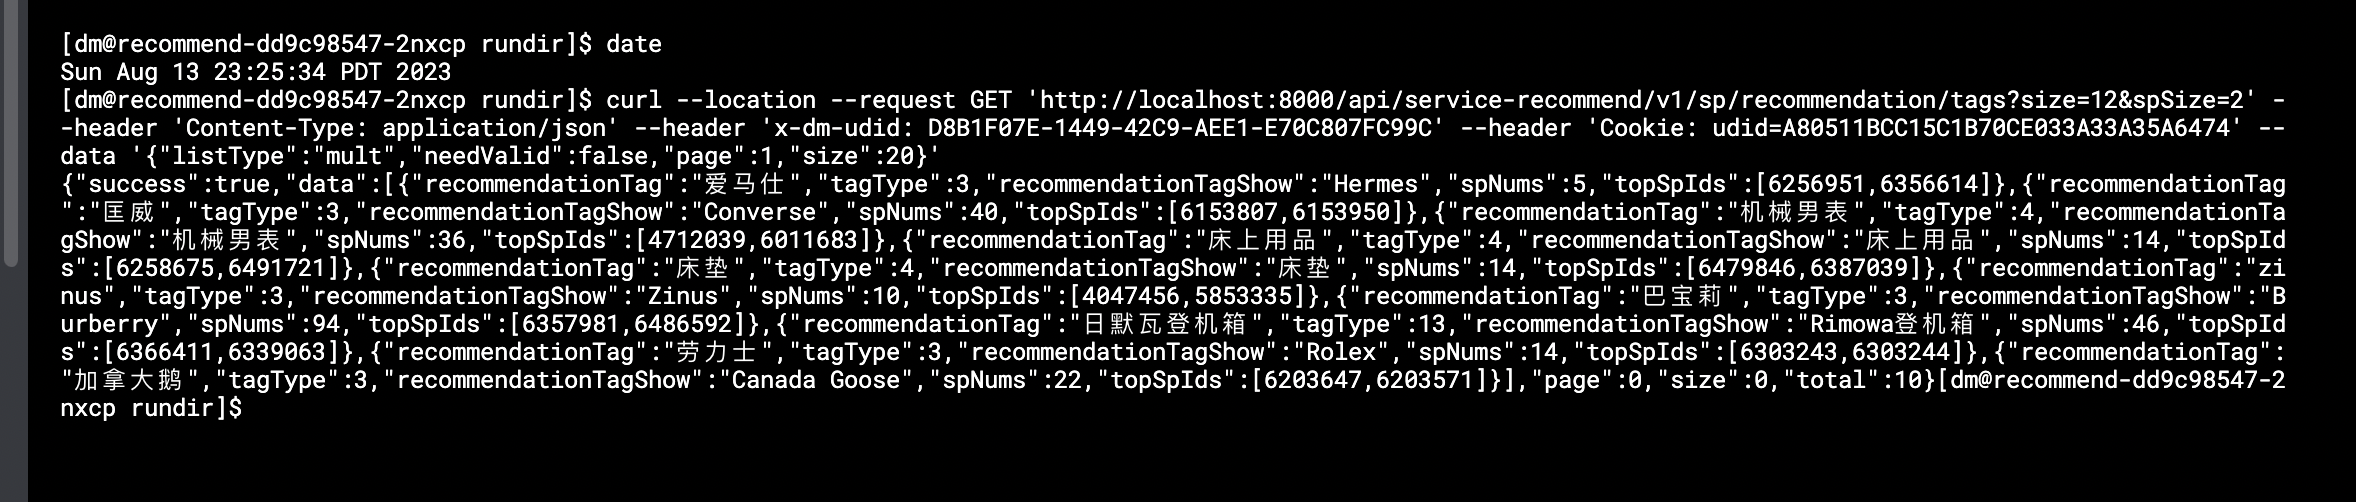 [dm@recommend-dd9c98547-2nxcp rundir]$ date
Sun Aug 13 23:25:34 PDT 2023
[dm@recommend-dd9c98547-2nxcp rundir]$ curl --location --request GET 'http://localhost:8000/api/service-recommend/v1/sp/recommendation/tags?size=12&spSize=2' -
-header 'Content-Type: application/json' --header 'x-dm-udid: D8B1F07E-1449-42C9-AEE1-E70C807FC99C' --header 'Cookie: udid=A80511BCC15C1B70CE033A33A35A6474' --
data '{"listType":"mult","needValid":false,"page":1,"size":20}'
{"success":true,"data":[{"recommendationTag":"爱马仕","tagType":3,"recommendationTagShow":"Hermes","spNums":5,"topSpIds":[6256951,6356614]},{"recommendationTag
":"匡威","tagType":3,"recommendationTagShow":"Converse","spNums":40,"topSpIds":[6153807,6153950]},{"recommendationTag":"机械男表","tagType":4,"recommendationTa
gShow":"机械男表","spNums":36,"topSpIds":[4712039,6011683]},{"recommendationTag":"床上用品","tagType":4,"recommendationTagShow":"床上用品","spNums":14,"topSpId
s":[6258675,6491721]},{"recommendationTag":"床垫","tagType":4,"recommendationTagShow":"床垫","spNums":14,"topSpIds":[6479846,6387039]},{"recommendationTag":"zi
nus","tagType":3,"recommendationTagShow":"Zinus","spNums":10,"topSpIds":[4047456,5853335]},{"recommendationTag":"巴宝莉","tagType":3,"recommendationTagShow":"B
urberry","spNums":94,"topSpIds":[6357981,6486592]},{"recommendationTag":"日默瓦登机箱","tagType":13,"recommendationTagShow":"Rimowa登机箱","spNums":46,"topSpId
s":[6366411,6339063]},{"recommendationTag":"劳力士","tagType":3,"recommendationTagShow":"Rolex","spNums":14,"topSpIds":[6303243,6303244]},{"recommendationTag":
"加拿大鹅","tagType":3,"recommendationTagShow":"Canada Goose","spNums":22,"topSpIds":[6203647,6203571]}],"page":0,"size":0,"total":10}[dm@recommend-dd9c98547-2
nxcp rundir]$